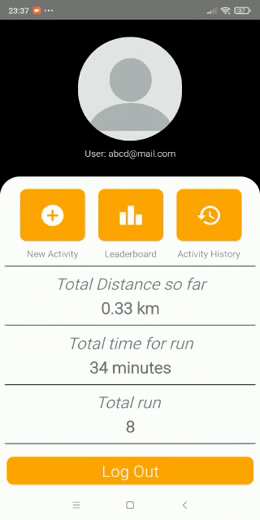 23:37
87
User: abcd@mail.com
New Activity
Leaderboard
Activity History
Total Distance so far
0.33 km
Total time for run
34 minutes
Total run
8
Log Out